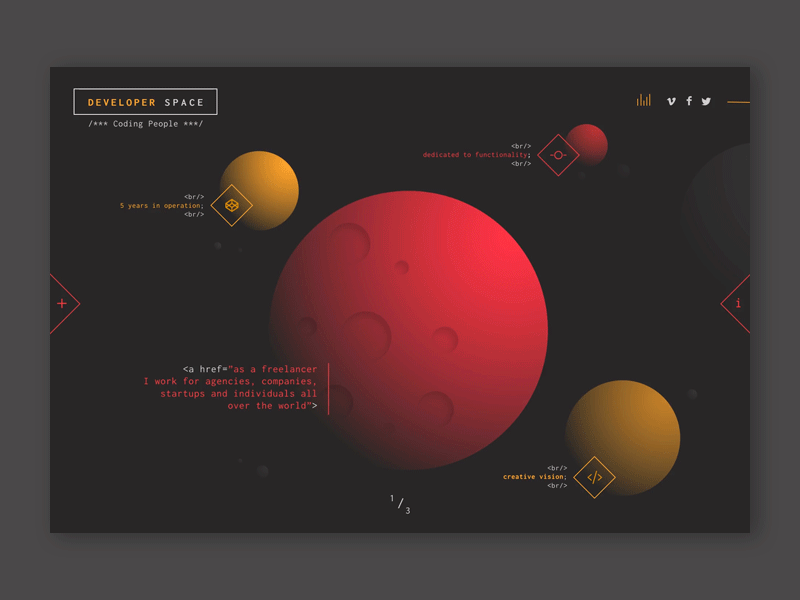 DEVELOPER SPACE
/*** Coding People ***/
<br/>
dedicated to functionality;
<br/>
<br/>
5 years in operation;
<br/>
+
i
<a href="as a freelancer
I work for agencies, companies,
startups and individuals all
over the world">
<br/>
creative vision;
<br/>
</>
1/3